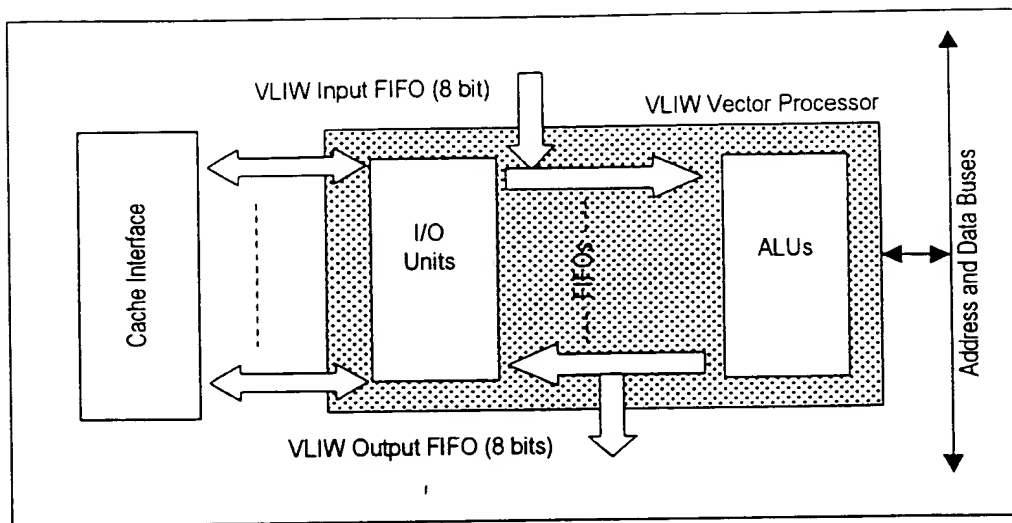 VLIW Input FIFO (8 bit)
VLIW Vector Processor
Cache Interface
I/O
Units
FIFOs
ALUs
Address and Data Buses
VLIW Output FIFO (8 bits)